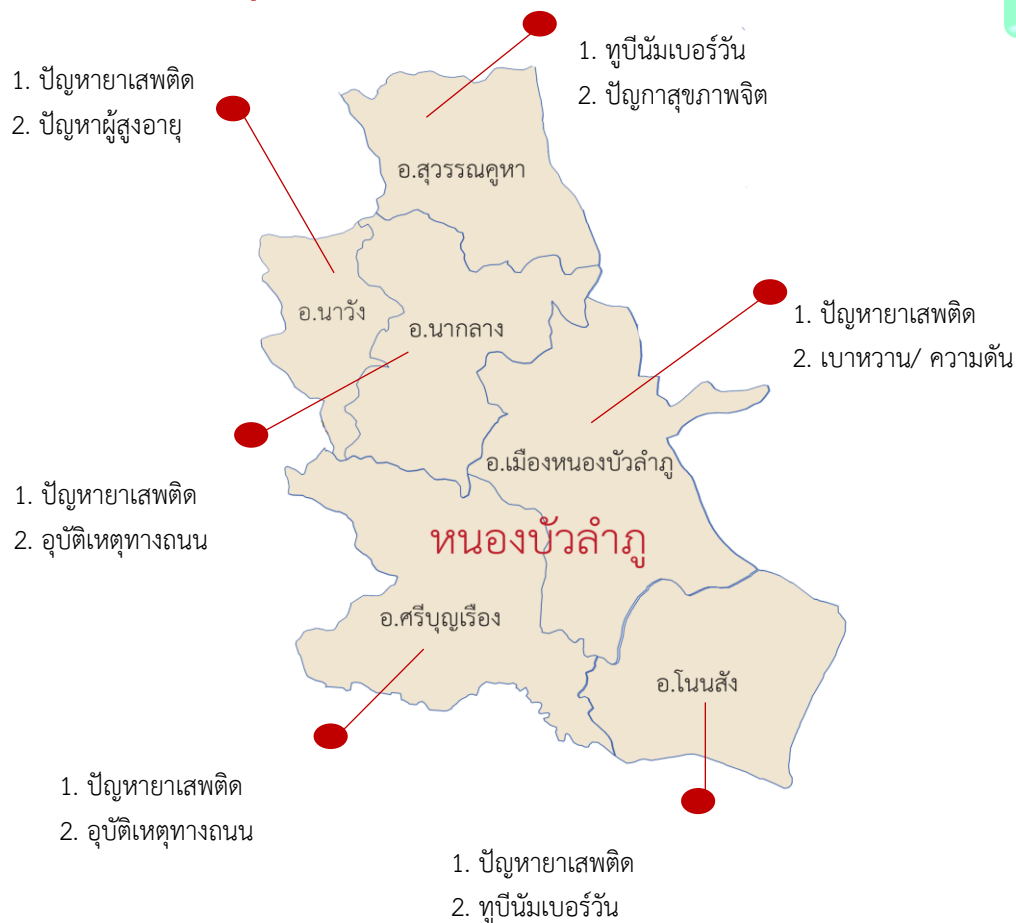 1. ทูบีนัมเบอร์วัน
2. ปัญกาสุขภาพจิต
1. ปัญหายาเสพติด
2. ปัญหาผู้สูงอายุ
อ.สุวรรณคูหา
อ.นาวัง
อ.นากลาง
1. ปัญหายาเสพติด
2. เบาหวาน/ ความดัน
อ.เมืองหนองบัวลำภู
1. ปัญหายาเสพติด
2. อุบัติเหตุทางถนน
หนองบัวลำภู
อ.ศรีบุญเรือง
อ.โนนสัง
1. ปัญหายาเสพติด
2. อุบัติเหตุทางถนน
1. ปัญหายาเสพติด
2. ทูบีนัมเบอร์วัน